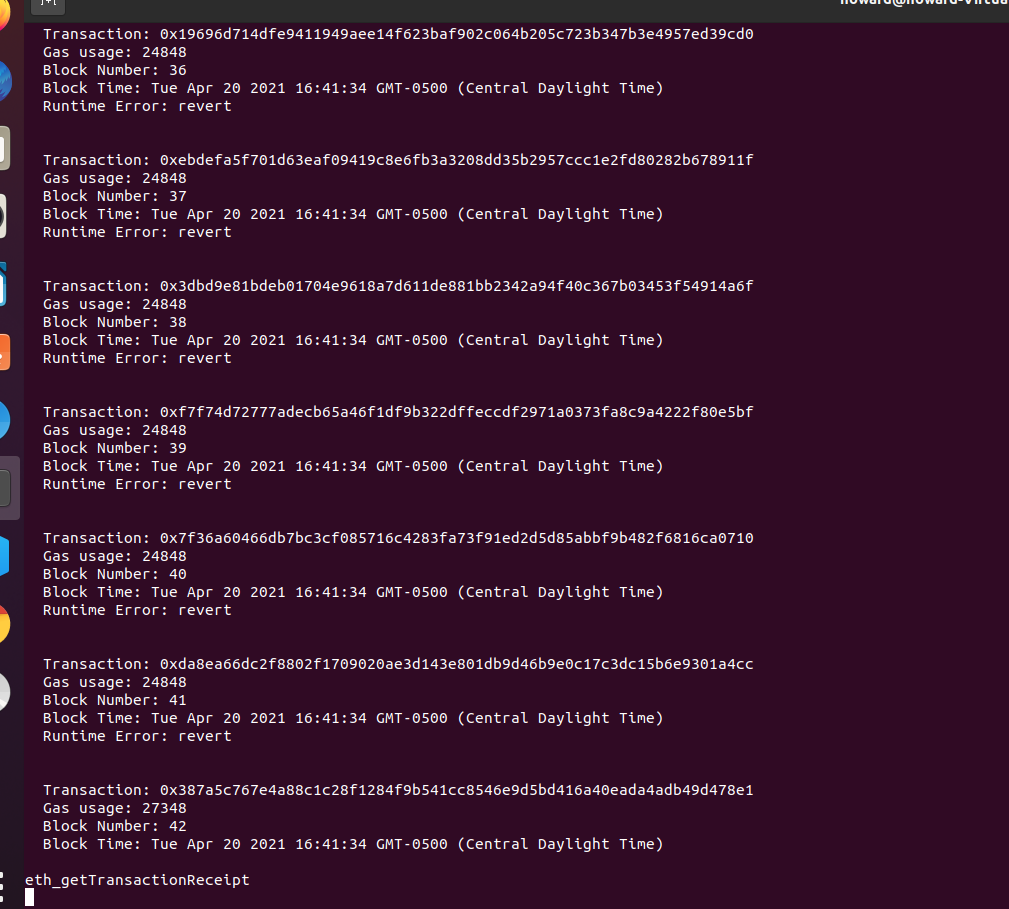 Transaction: 0x19696d714dfe9411949aee14f623baf902c064b205c723b347b3e4957ed39cd0
Gas usage: 24848
Block Number: 36
Block Time: Tue Apr 20 2021 16:41:34 GMT-0500 (Central Daylight Time)
Runtime Error: revert
Transaction: 0xebdefa5f701d63eaf09419c8e6fb3a3208dd35b2957ccc1e2fd80282b678911f
Gas usage: 24848
Block Number: 37
Block Time: Tue Apr 20 2021 16:41:34 GMT-0500 (Central Daylight Time)
Runtime Error: revert
Transaction: 0x3dbd9e81bdeb01704e9618a7d611de881bb2342a94f40c367b03453f54914a6f
Gas usage: 24848
Block Number: 38
Block Time: Tue Apr 20 2021 16:41:34 GMT-0500 (Central Daylight Time)
Runtime Error: revert
Transaction: 0xf7f74d72777adecb65a46f1df9b322dffeccdf2971a0373fa8c9a4222f80e5bf
Gas usage: 24848
Block Number: 39
Block Time: Tue Apr 20 2021 16:41:34 GMT-0500 (Central Daylight Time)
Runtime Error: revert
Transaction: 0x7f36a60466db7bc3cf085716c4283fa73f91ed2d5d85abbf9b482f6816ca0710
Gas usage: 24848
Block Number: 40
Block Time: Tue Apr 20 2021 16:41:34 GMT-0500 (Central Daylight Time)
Runtime Error: revert
Transaction: 0xda8ea66dc2f8802f1709020ae3d143e801db9d46b9e0c17c3dc15b6e9301a4cc
Gas usage: 24848
Block Number: 41
Block Time: Tue Apr 20 2021 16:41:34 GMT-0500 (Central Daylight Time)
Runtime Error: revert
Transaction: 0x387a5c767e4a88c1c28f1284f9b541cc8546e9d5bd416a40eada4adb49d478e1
Gas usage: 27348
Block Number: 42
Block Time: Tue Apr 20 2021 16:41:34 GMT-0500 (Central Daylight Time)
eth_getTransactionReceipt